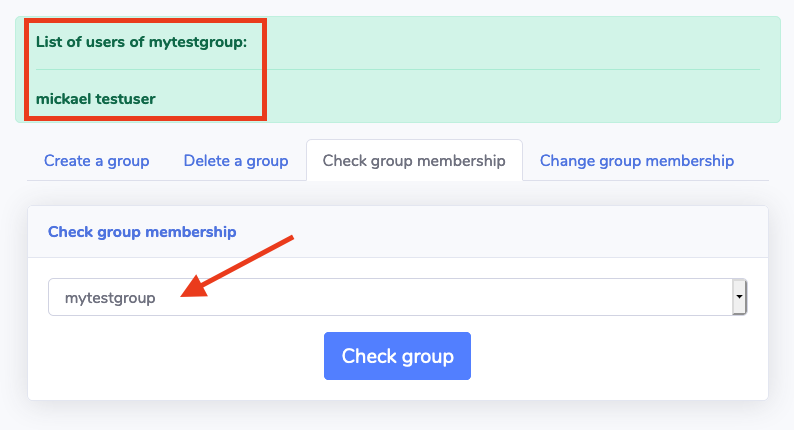 List of users of mytestgroup:
mickael testuser
Create a group Delete a group Check group membership Change group membership
Check group membership
mytestgroup
Check group